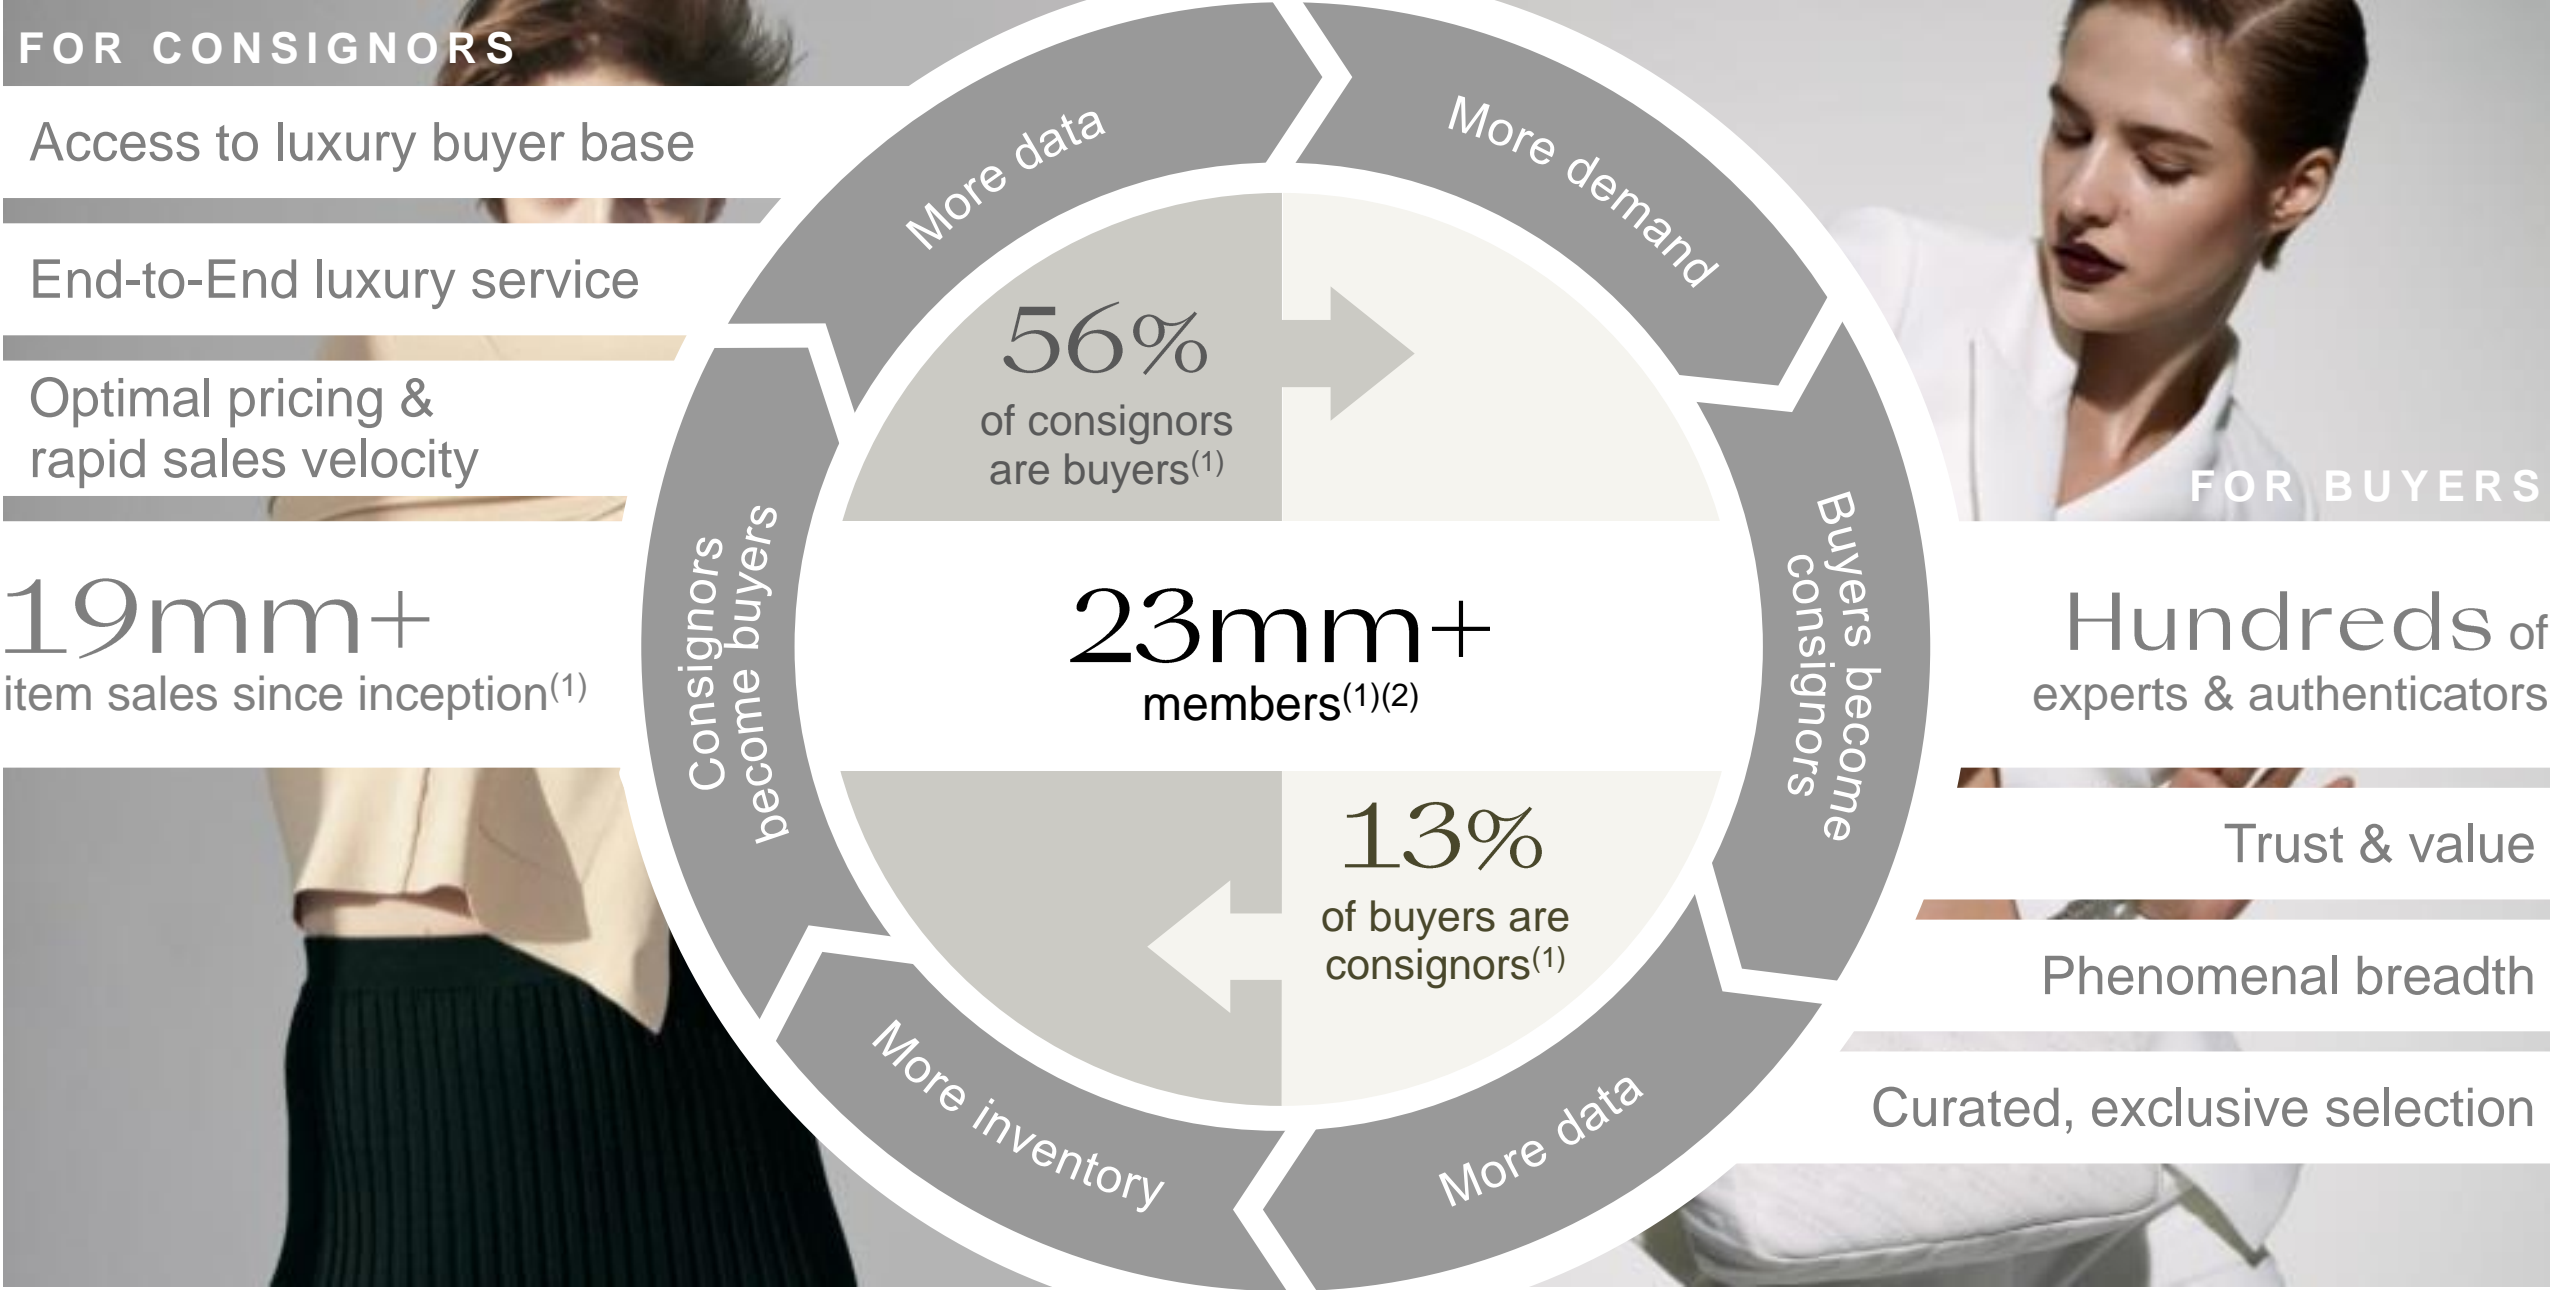 FOR CONSIGNORS
Access to luxury buyer base
End-to-End luxury service
Optimal pricing &
rapid sales velocity
19mm+
item sales since inception(1)
More data
More demand
Buyers become
consignors
More data
More inventory
Consignors
become buyers
56%
of consignors
are buyers(1)
23mm+
members(1)(2)
13%
of buyers are
consignors(1)
FOR BUYERS
Hundreds of
experts & authenticators
Trust & value
Phenomenal breadth
Curated, exclusive selection